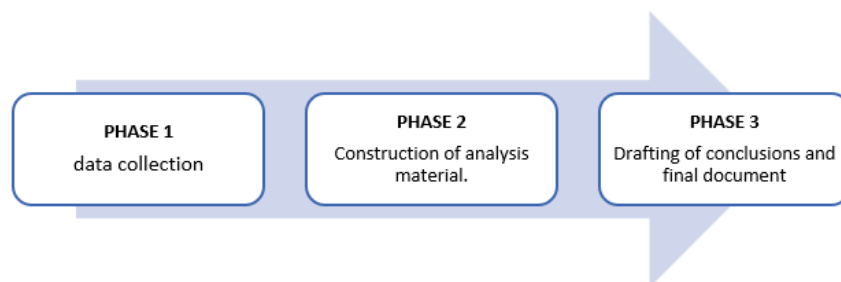 PHASE 1
data collection
PHASE 2
Construction of analysis
material.
PHASE 3
Drafting of conclusions and
final document